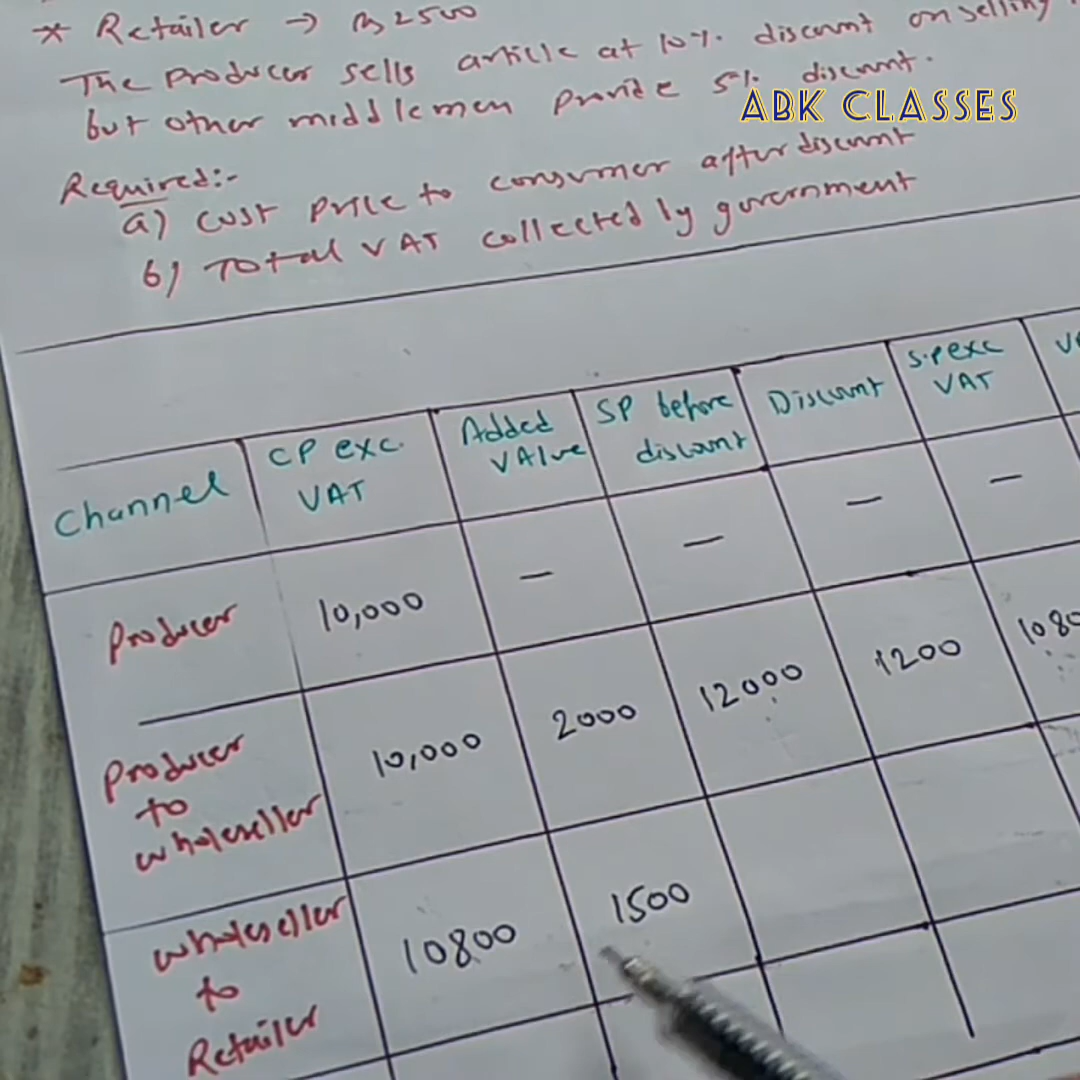 * Retailer → Rs 2500
The producer sells article at 10% discount on selling
but other middlemen provide 5% discount.
ABK CLASSES
Required:-
a) Cost price to consumer after discount
b) Total VAT collected by government
Channel | CP exc. VAT | Added VAlue | SP before discount | Discount | S.P exc VAT
Producer | 10,000 | — | — | — | —
Producer to wholeseller | 10,000 | 2000 | 12000 | 1200 | 1080
wholeseller to Retailer | 10800 | 1500